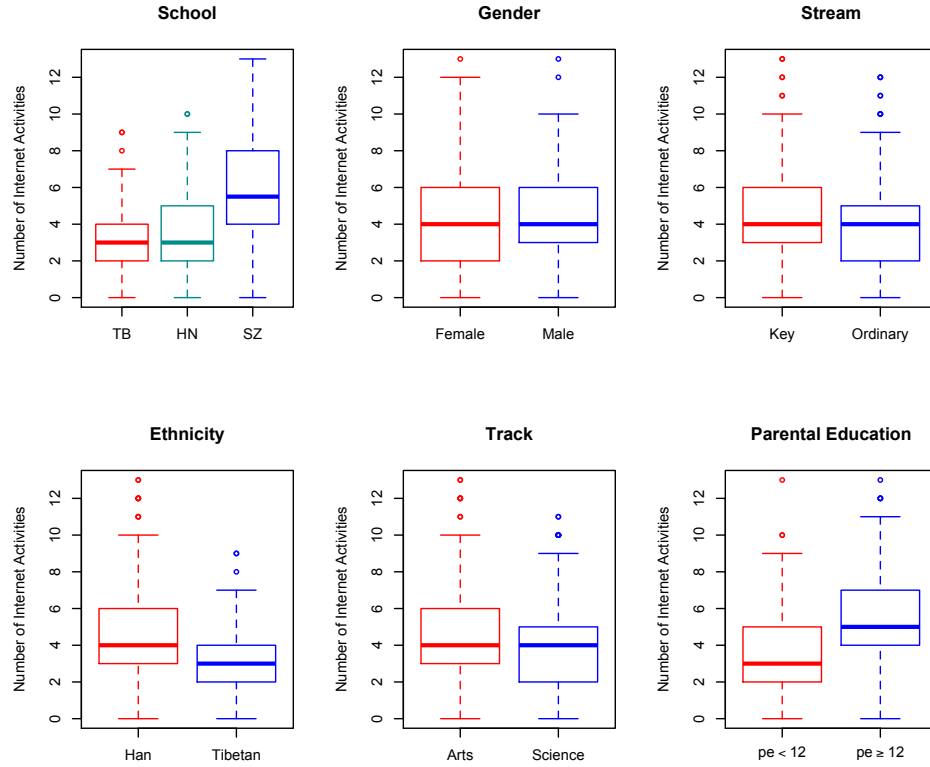 School
Number of Internet Activities
0 2 4 6 8 10 12
TB HN SZ
Gender
Number of Internet Activities
0 2 4 6 8 10 12
Female Male
Stream
Number of Internet Activities
0 2 4 6 8 10 12
Key Ordinary
Ethnicity
Number of Internet Activities
0 2 4 6 8 10 12
Han Tibetan
Track
Number of Internet Activities
0 2 4 6 8 10 12
Arts Science
Parental Education
Number of Internet Activities
0 2 4 6 8 10 12
pe < 12 pe ≥ 12